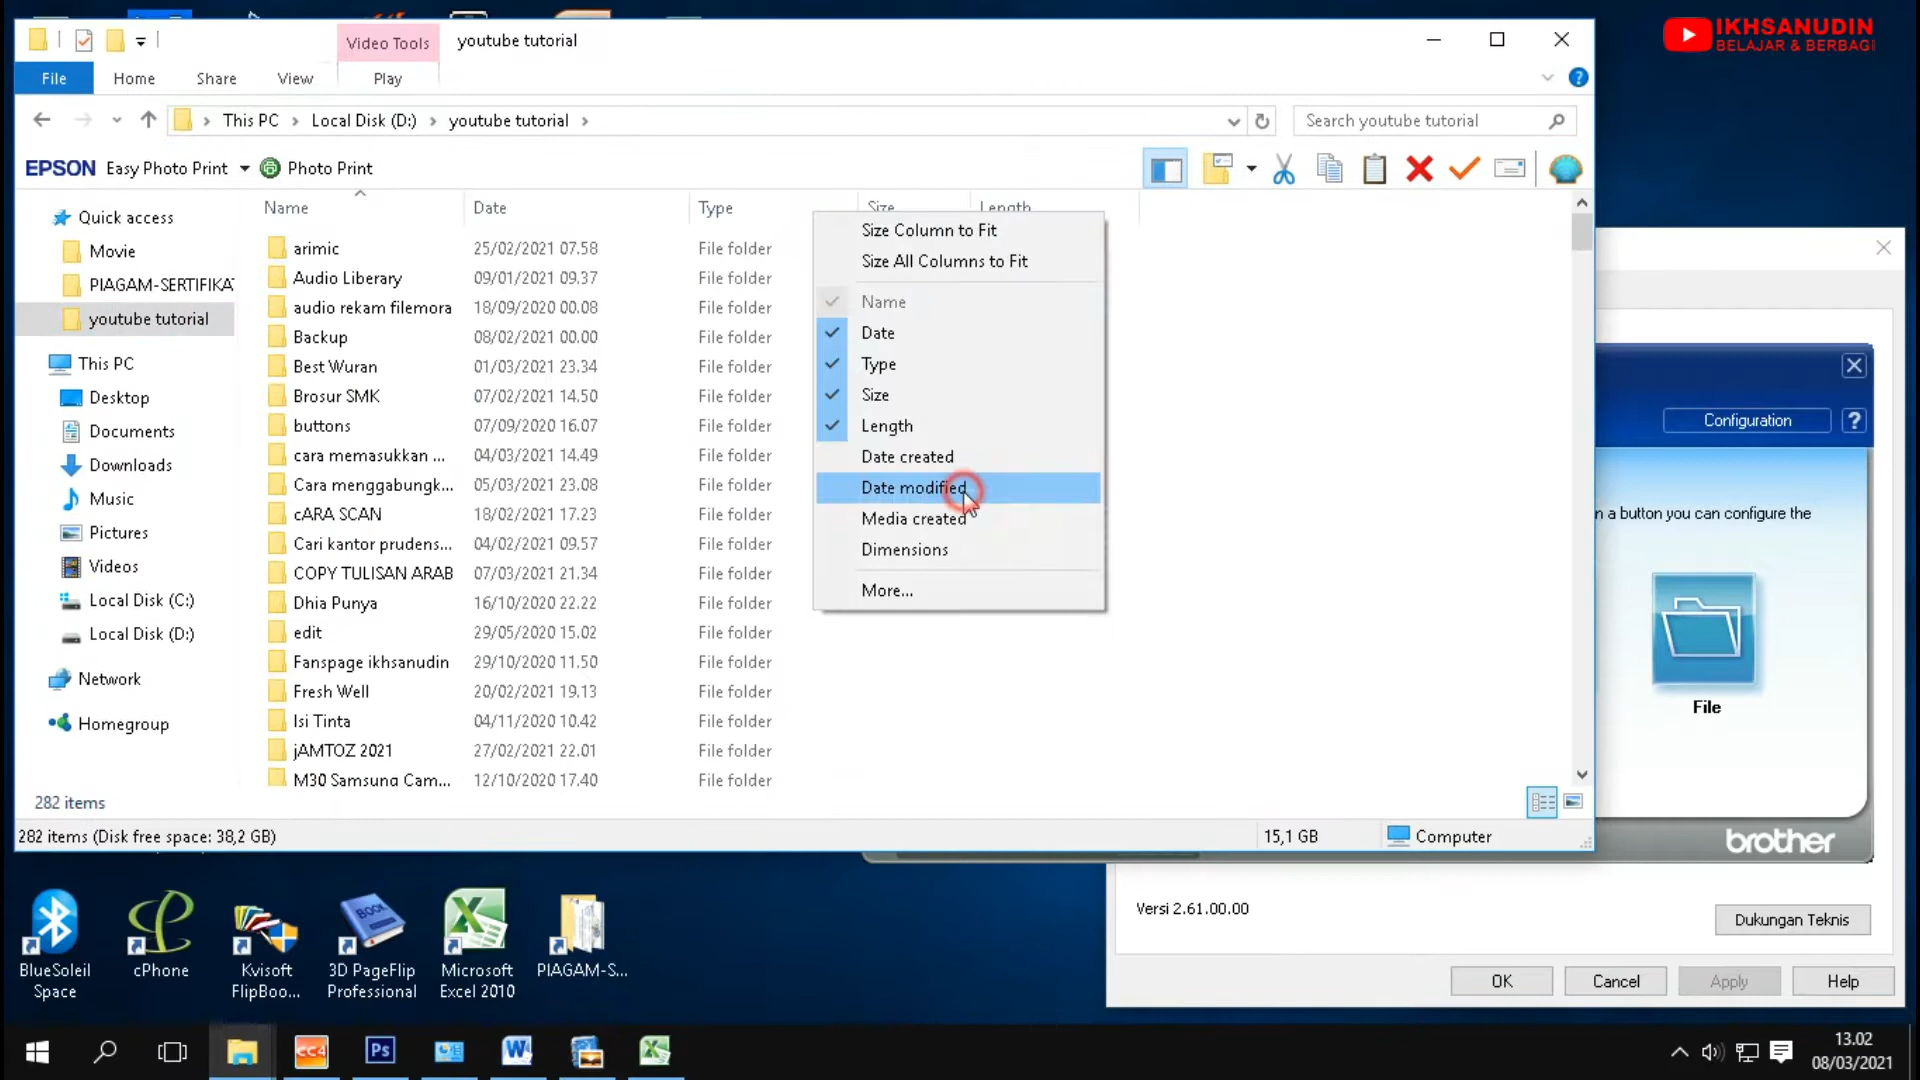 IKHSANUDIN
BELAJAR & BERBAGI
Video Tools
youtube tutorial
File
Home
Share
View
Play
This PC
Local Disk (D:)
youtube tutorial
Search youtube tutorial
EPSON
Easy Photo Print
Photo Print
Name
Date
Type
Size
Length
Quick access
Movie
PIAGAM-SERTIFIKAT
youtube tutorial
This PC
Desktop
Documents
Downloads
Music
Pictures
Videos
Local Disk (C:)
Local Disk (D:)
Network
Homegroup
arimic 25/02/2021 07.58 File folder
Audio Liberary 09/01/2021 09.37 File folder
audio rekam filemora 18/09/2020 00.08 File folder
Backup 08/02/2021 00.00 File folder
Best Wuran 01/03/2021 23.34 File folder
Brosur SMK 07/02/2021 14.50 File folder
buttons 07/09/2020 16.07 File folder
cara memasukkan ... 04/03/2021 14.49 File folder
Cara menggabungk... 05/03/2021 23.08 File folder
cARA SCAN 18/02/2021 17.23 File folder
Cari kantor prudens... 04/02/2021 09.57 File folder
COPY TULISAN ARAB 07/03/2021 21.34 File folder
Dhia Punya 16/10/2020 22.22 File folder
edit 29/05/2020 15.02 File folder
Fanspage ikhsanudin 29/10/2020 11.50 File folder
Fresh Well 20/02/2021 19.13 File folder
Isi Tinta 04/11/2020 10.42 File folder
jAMTOZ 2021 27/02/2021 22.01 File folder
M30 Samsung Cam... 12/10/2020 17.40 File folder
Size Column to Fit
Size All Columns to Fit
Name
Date
Type
Size
Length
Date created
Date modified
Media created
Dimensions
More...
282 items
282 items (Disk free space: 38,2 GB)
15,1 GB
Computer
Configuration
?
n a button you can configure the
File
brother
Versi 2.61.00.00
Dukungan Teknis
OK
Cancel
Apply
Help
BlueSoleil
Space
cPhone
Kvisoft
FlipBoo...
BOOK
3D PageFlip
Professional
Microsoft
Excel 2010
PIAGAM-S...
CC4
Ps
W
13.02
08/03/2021